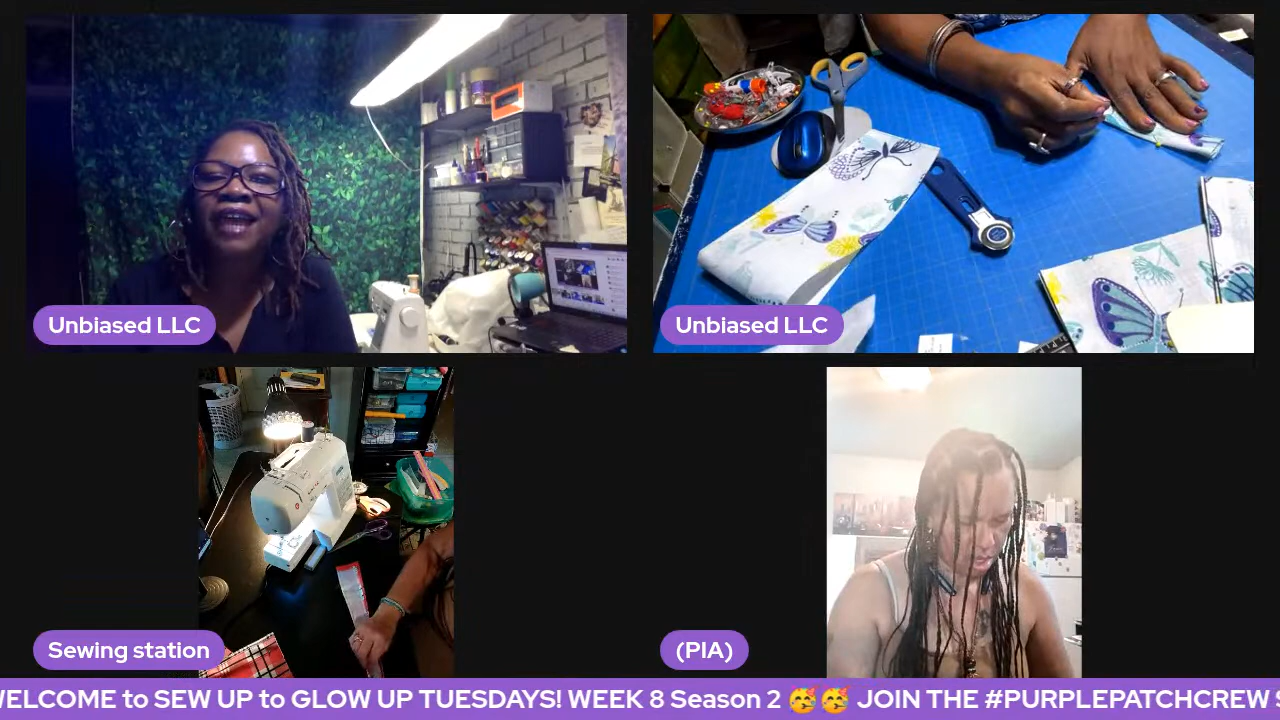 Unbiased LLC
Unbiased LLC
Sewing station
(PIA)
WELCOME to SEW UP to GLOW UP TUESDAYS! WEEK 8 Season 2 🥳🥳 JOIN THE #PURPLEPATCHCREW